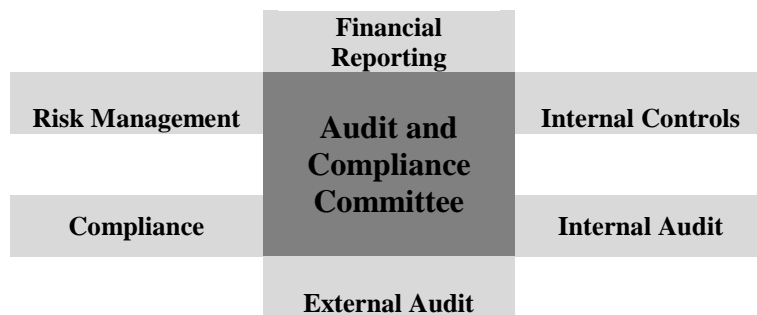 Financial
Reporting
Risk Management
Audit and
Compliance
Committee
Internal Controls
Compliance
Internal Audit
External Audit